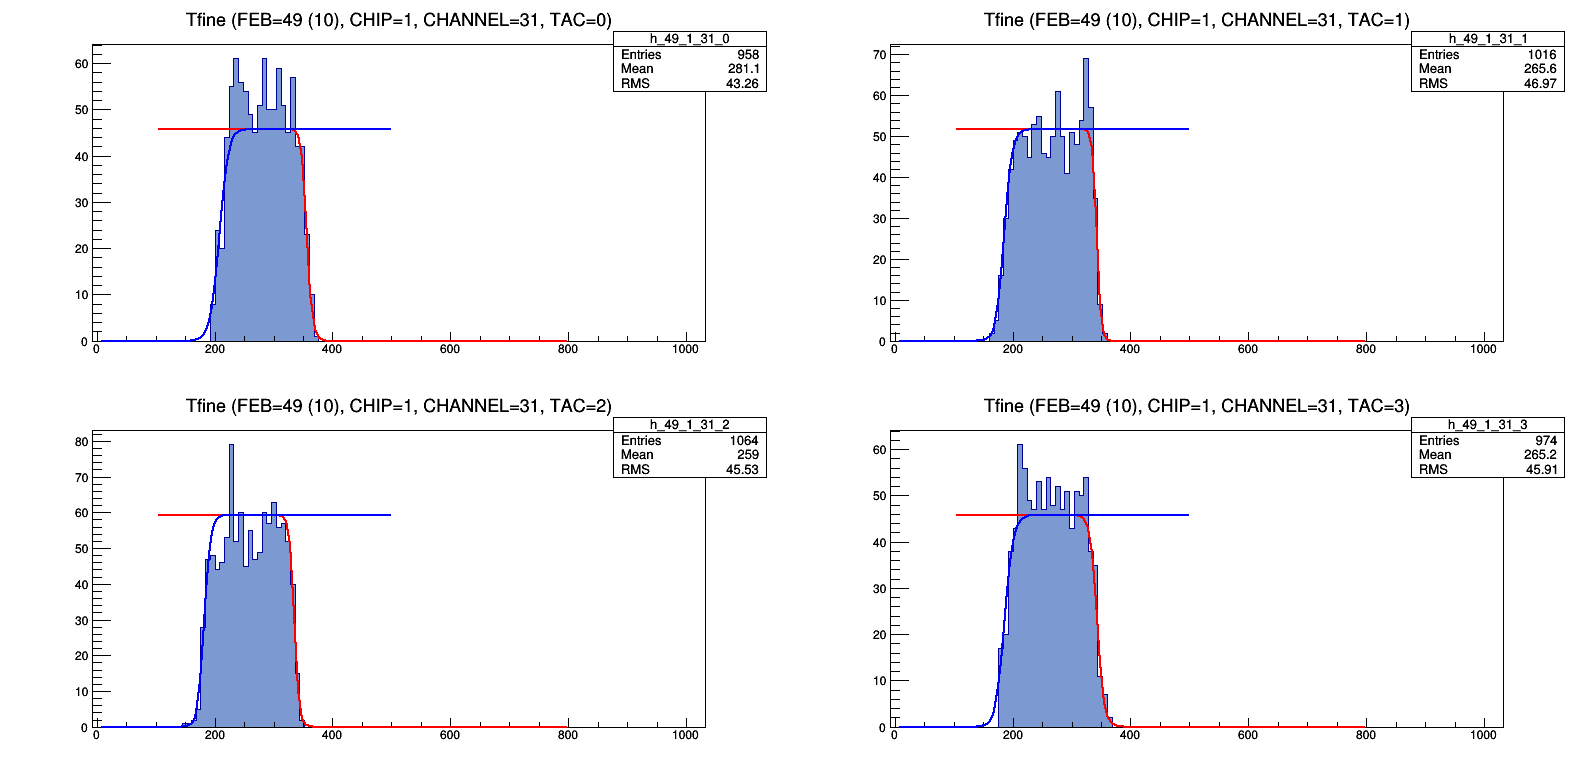 Tfine (FEB=49 (10), CHIP=1, CHANNEL=31, TAC=0)
h_49_1_31_0
Entries 958
Mean 281.1
RMS 43.26
60
50
40
30
20
10
0
0 200 400 600 800 1000
Tfine (FEB=49 (10), CHIP=1, CHANNEL=31, TAC=1)
h_49_1_31_1
Entries 1016
Mean 265.6
RMS 46.97
70
60
50
40
30
20
10
0
0 200 400 600 800 1000
Tfine (FEB=49 (10), CHIP=1, CHANNEL=31, TAC=2)
h_49_1_31_2
Entries 1064
Mean 259
RMS 45.53
80
70
60
50
40
30
20
10
0
0 200 400 600 800 1000
Tfine (FEB=49 (10), CHIP=1, CHANNEL=31, TAC=3)
h_49_1_31_3
Entries 974
Mean 265.2
RMS 45.91
60
50
40
30
20
10
0
0 200 400 600 800 1000